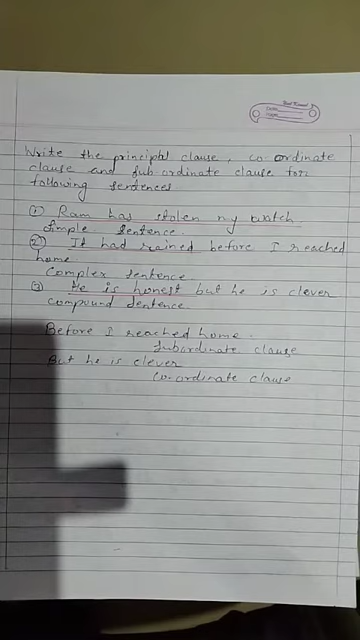 Write the principal clause, co-ordinate
clause and sub-ordinate clause for
following sentences
① Ram has stolen my watch
simple sentence.
② It had rained before I reached
home
Complex sentence
③ He is honest but he is clever
compound sentence.
Before I reached home.
Subordinate clause
But he is clever
co-ordinate clause